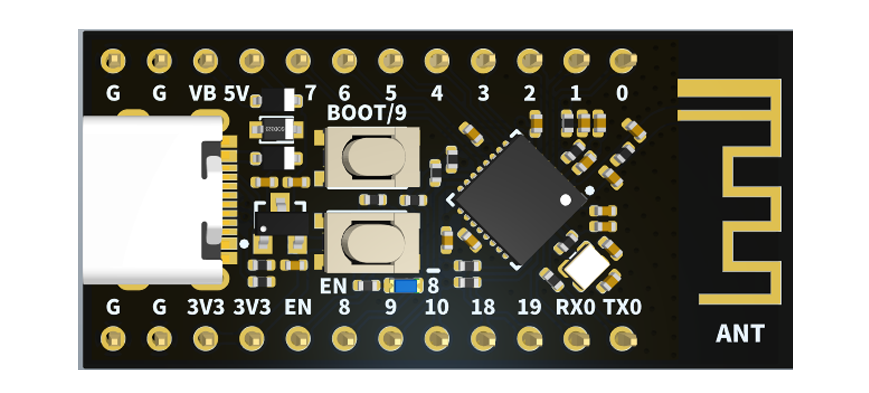 G G VB 5V 7 6 5 4 3 2 1 0
BOOT/9
EN 8
G G 3V3 3V3 EN 8 9 10 18 19 RX0 TX0
ANT